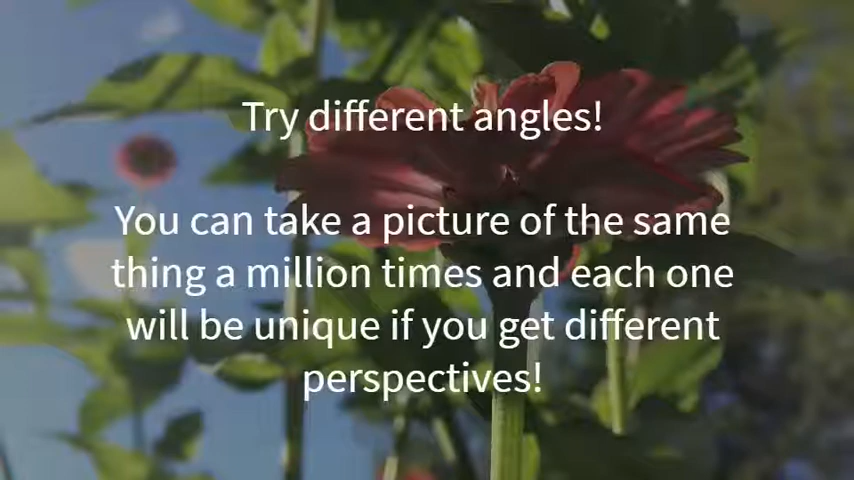 Try different angles!
You can take a picture of the same
thing a million times and each one
will be unique if you get different
perspectives!